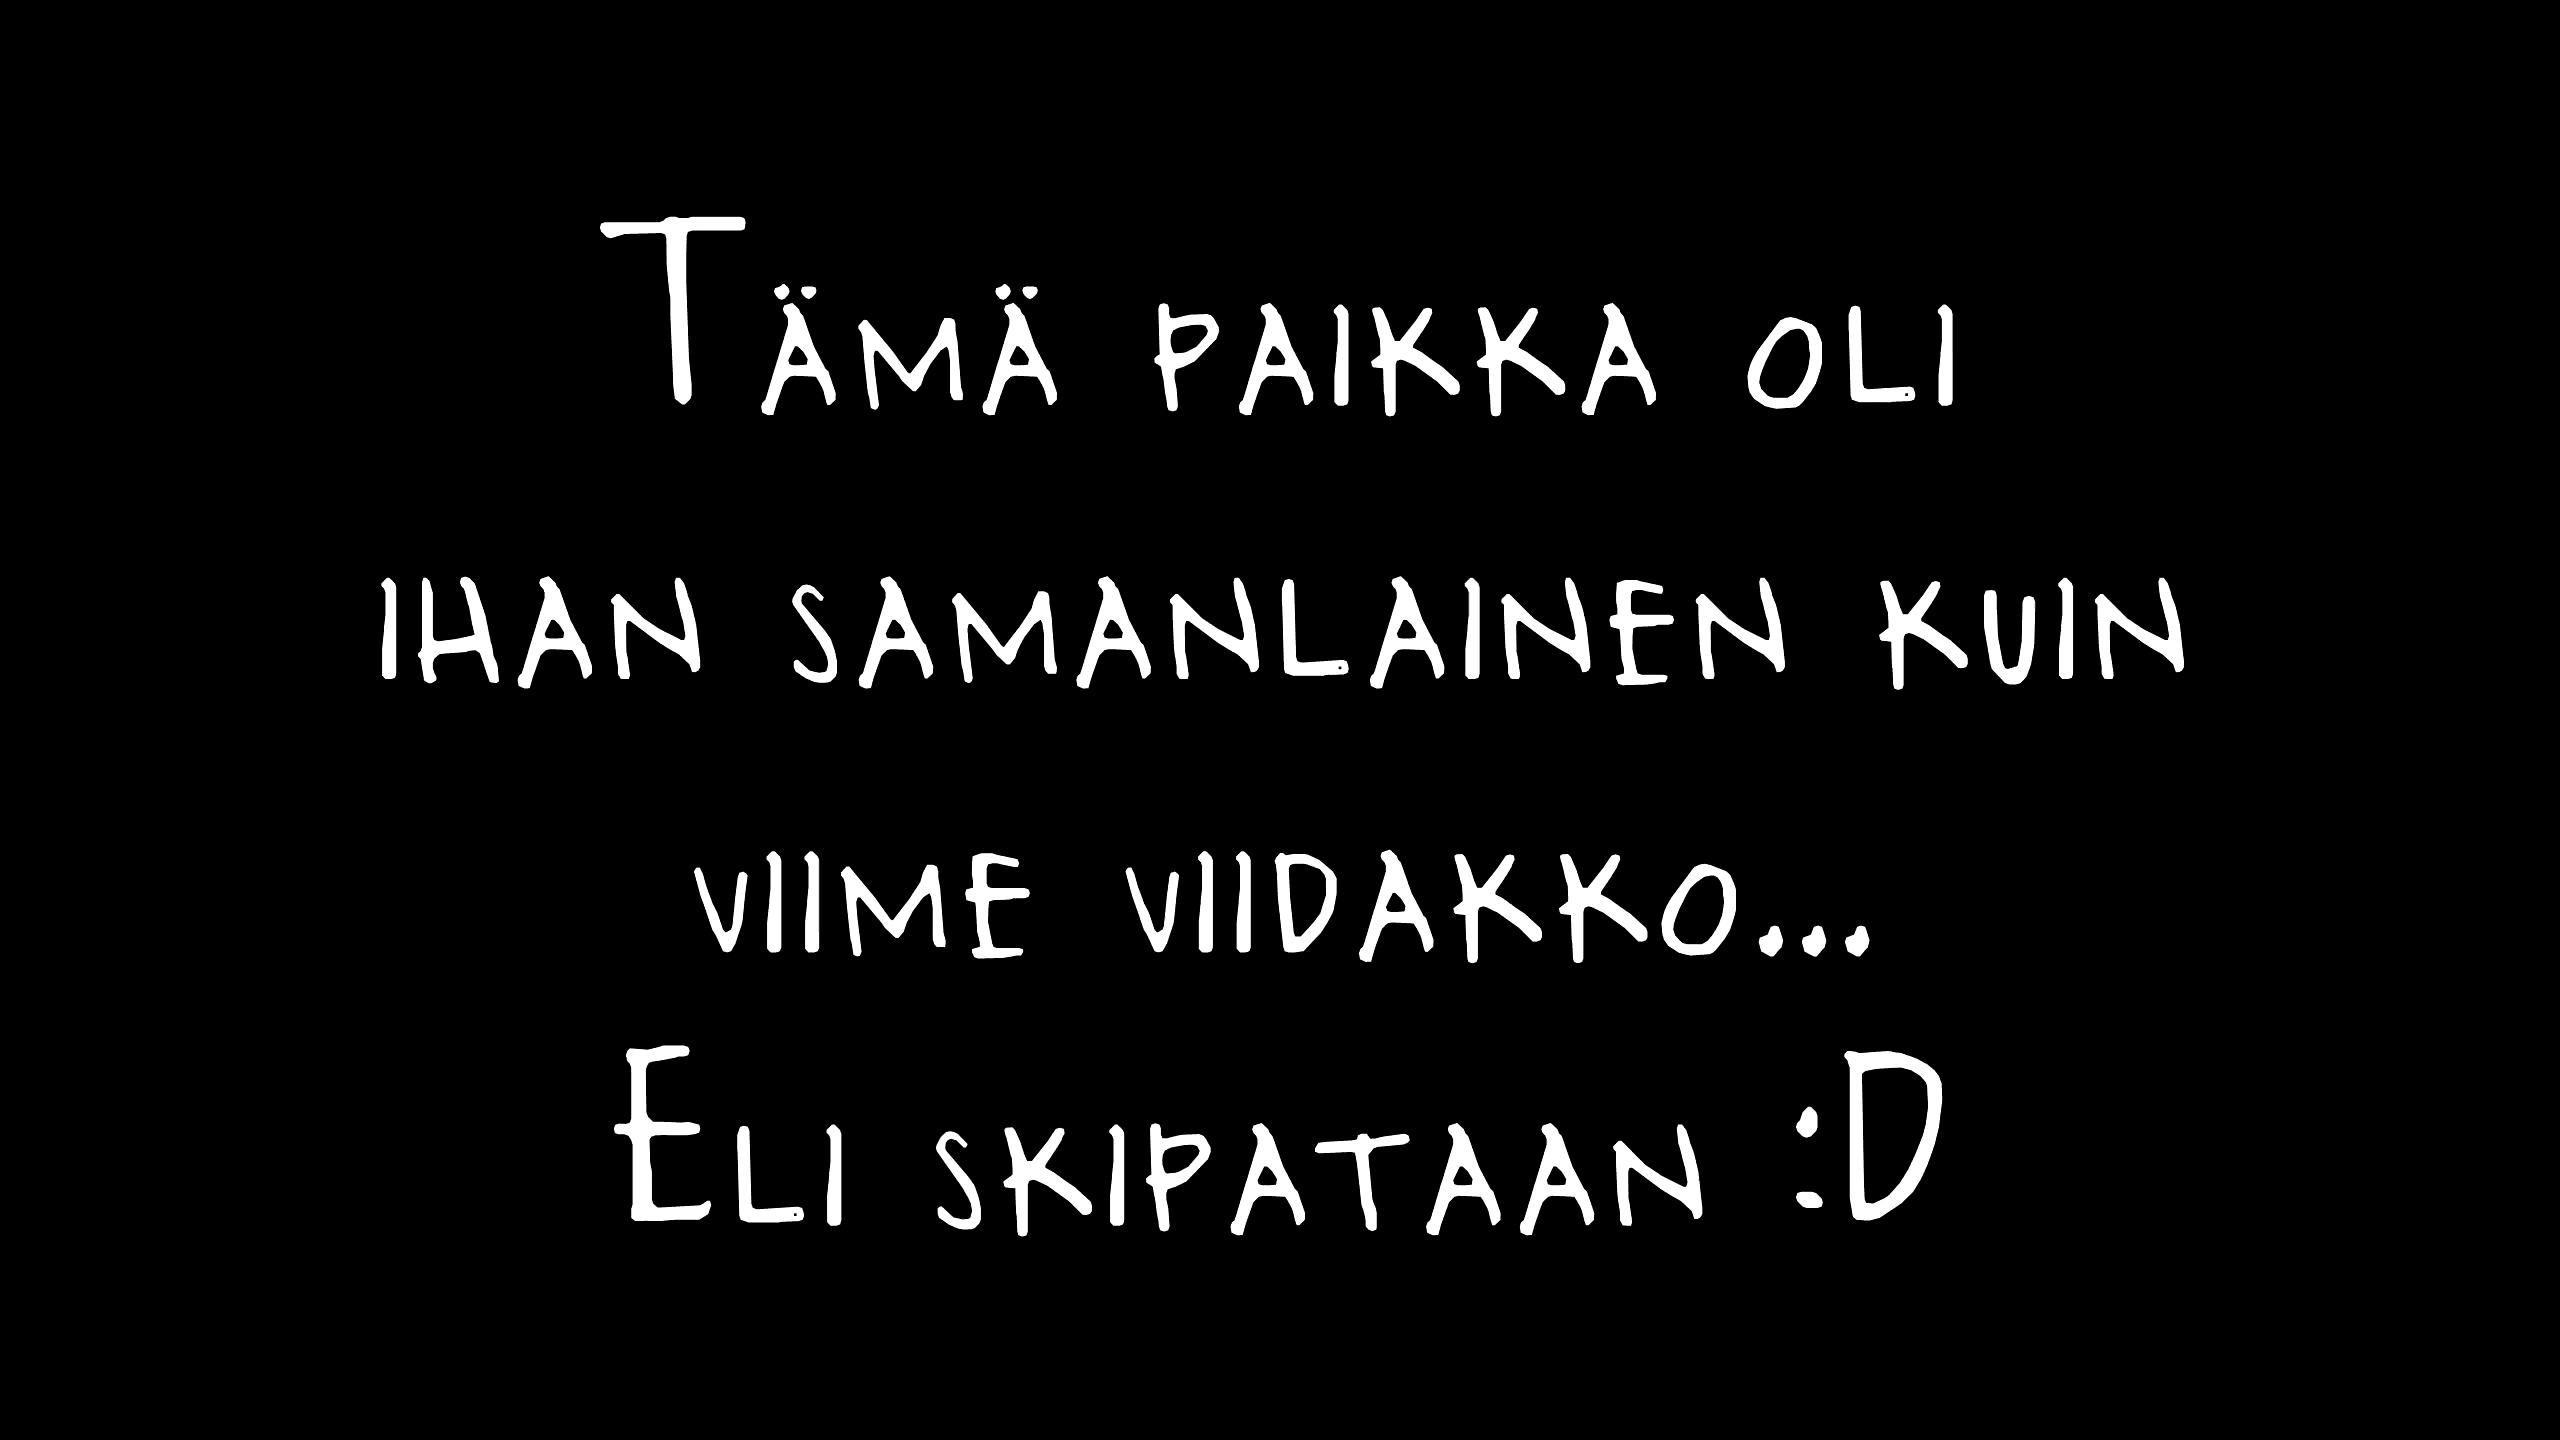 Tämä paikka oli
ihan samanlainen kuin
viime viidakko...
Eli skipataan :D